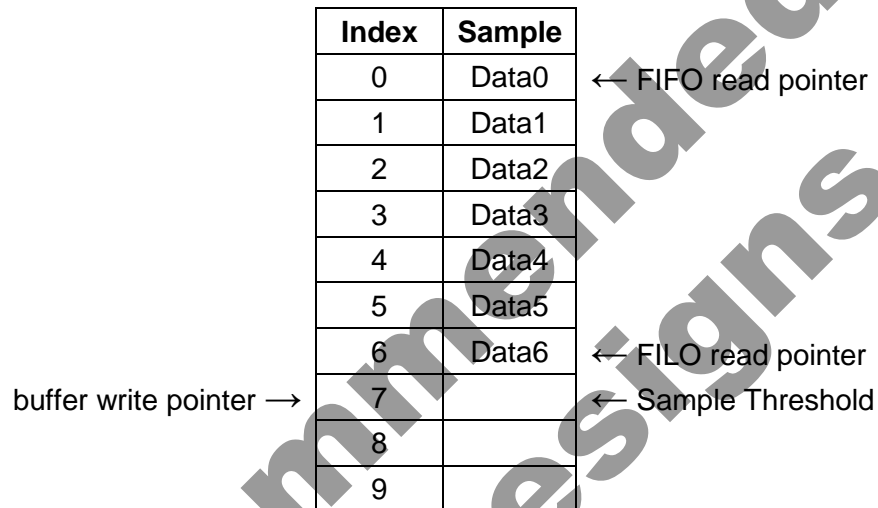 Index Sample
0 Data0 ← FIFO read pointer
1 Data1
2 Data2
3 Data3
4 Data4
5 Data5
6 Data6 ← FILO read pointer
buffer write pointer → 7 ← Sample Threshold
8
9